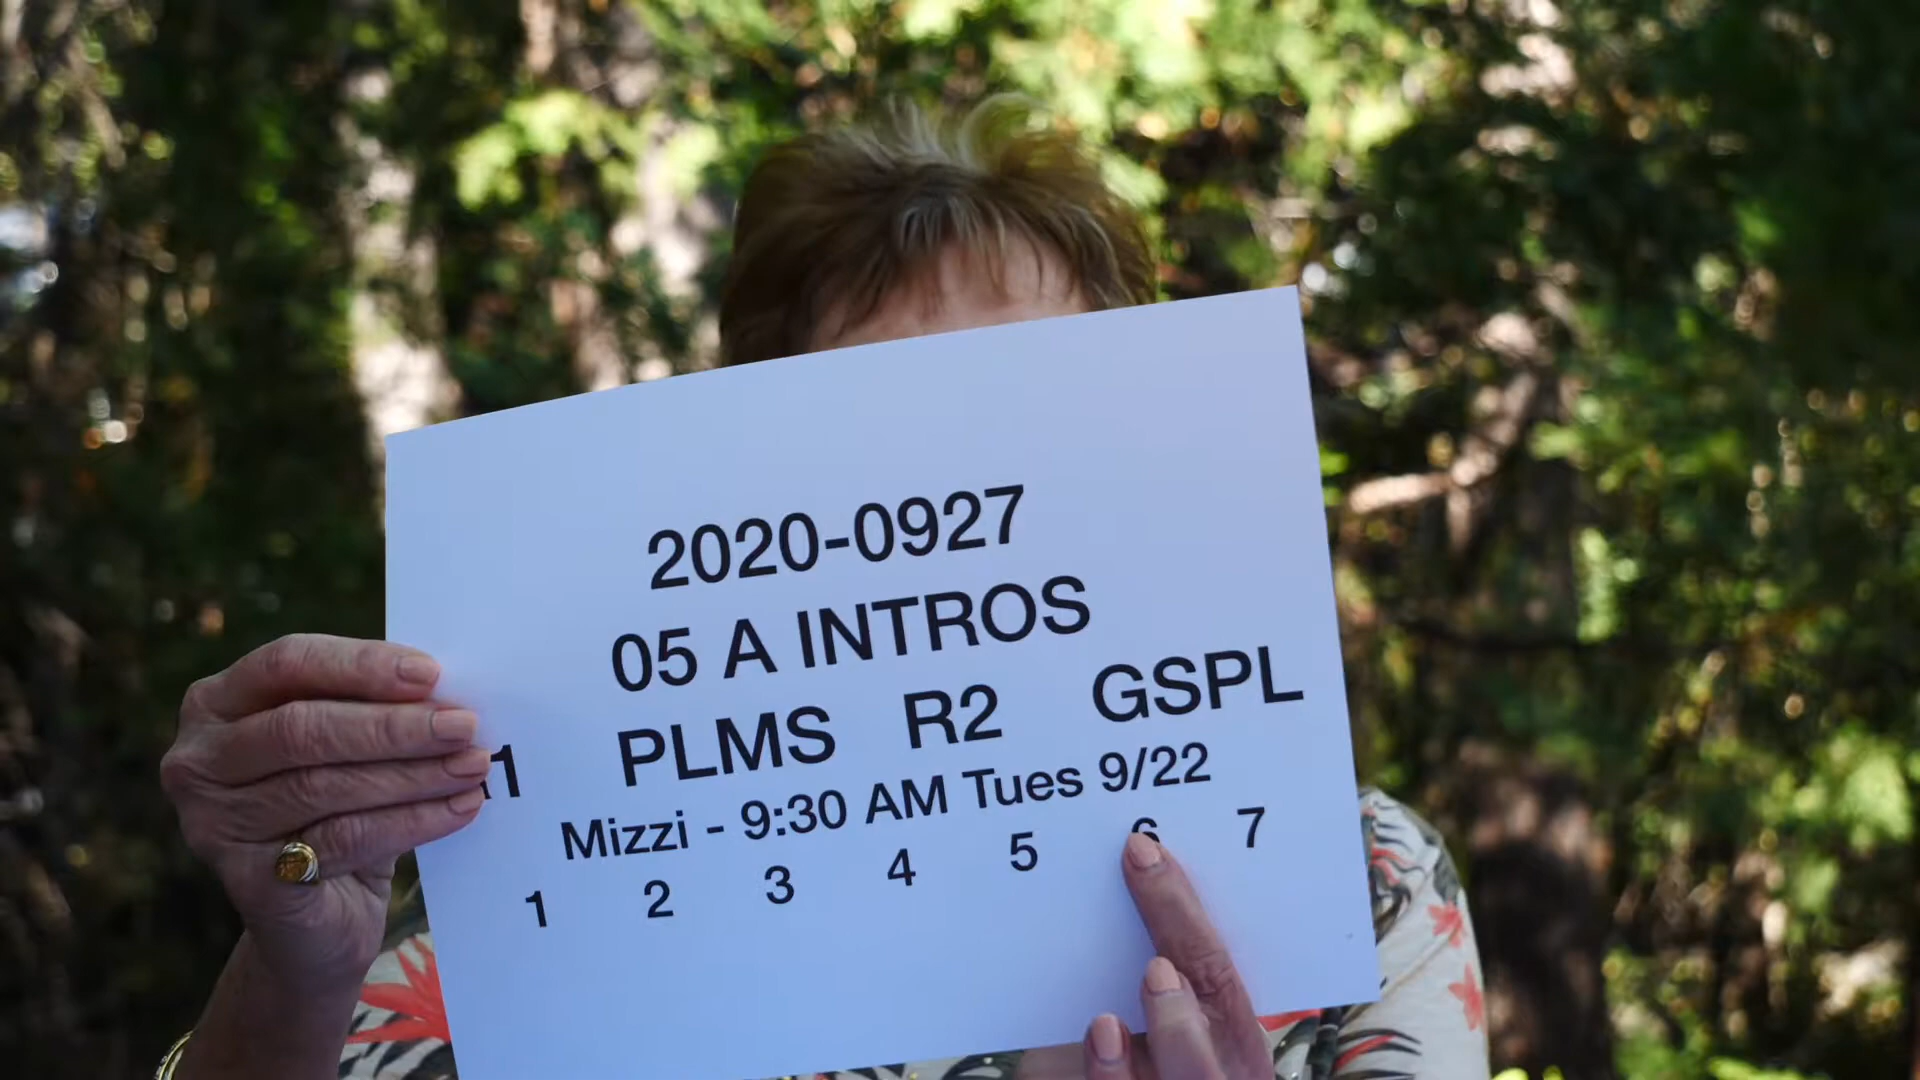 2020-0927
05 A INTROS
PLMS R2 GSPL
Mizzi - 9:30 AM Tues 9/22
1 2 3 4 5 6 7